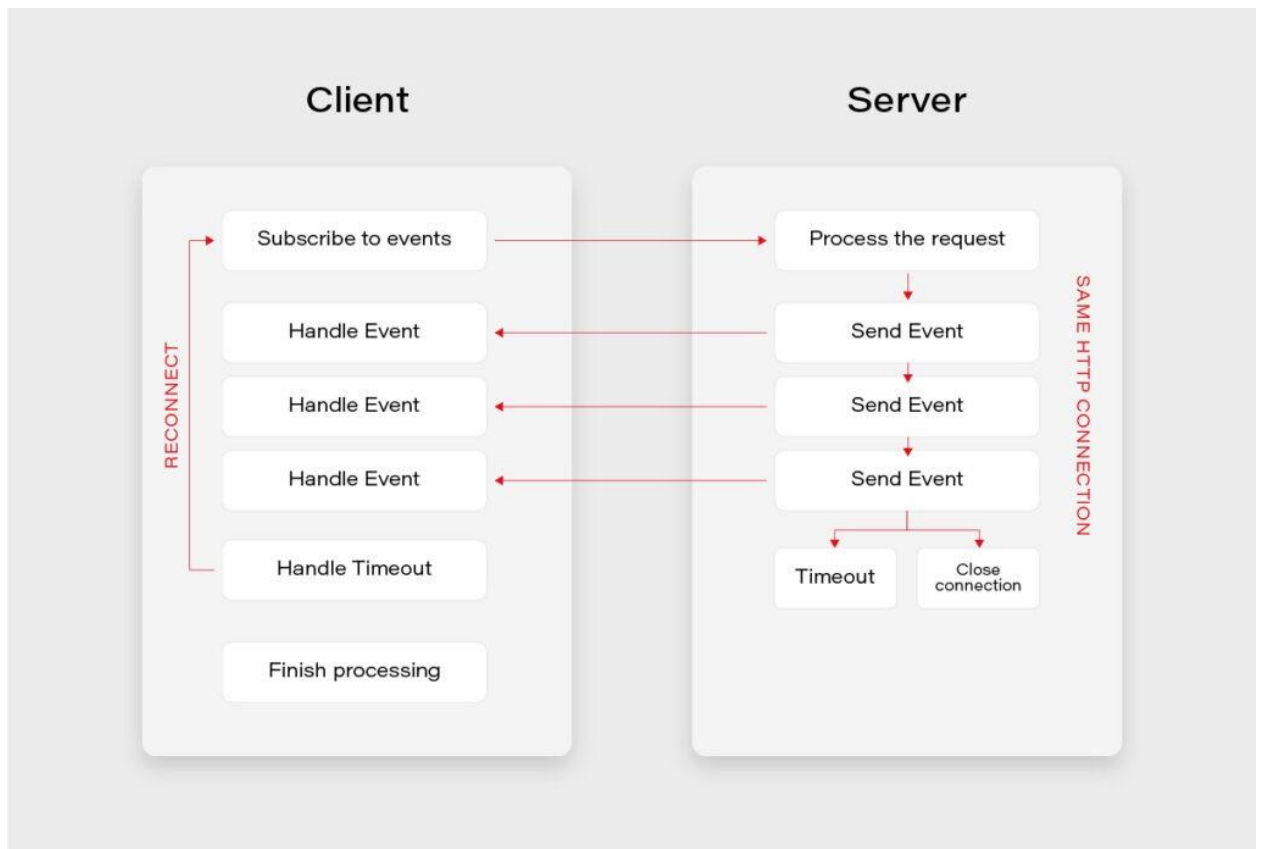 Client
Server
Subscribe to events
Process the request
Handle Event
Send Event
Handle Event
Send Event
Handle Event
Send Event
Handle Timeout
Timeout
Close
connection
Finish processing
RECONNECT
SAME HTTP CONNECTION